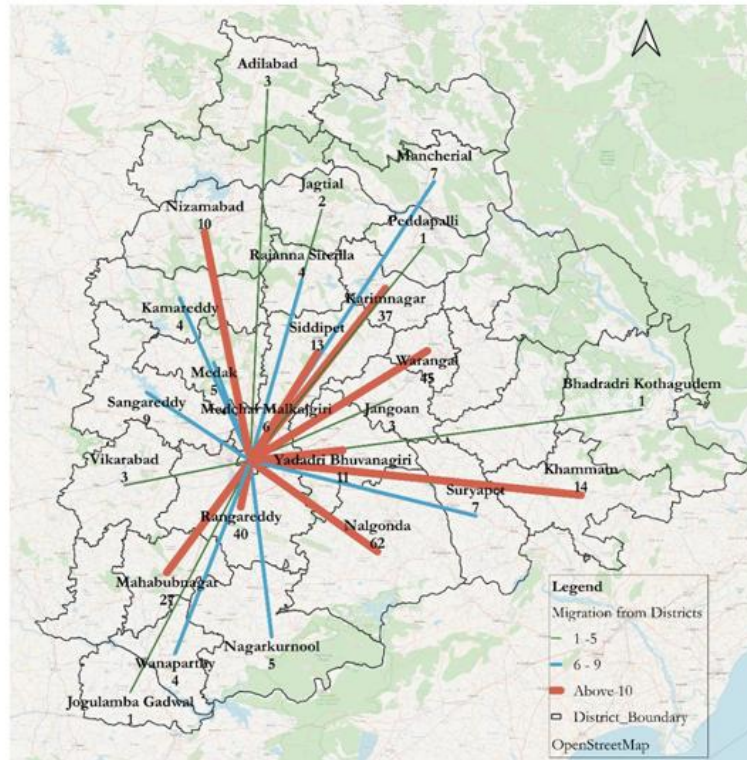 Adilabad
3
Mancherial
7
Jagtial
2
Nizamabad
10
Peddapalli
1
Rajanna Sircilla
4
Karimnagar
37
Kamareddy
4
Siddipet
13
Warangal
45
Medak
5
Bhadradri Kothagudem
1
Sangareddy
9
Medchal Malkajgiri
6
Jangoan
3
Vikarabad
3
Yadadri Bhuvanagiri
11
Khammam
14
Suryapet
7
Rangareddy
40
Nalgonda
62
Mahabubnagar
Nagarkurnool
5
Wanaparthy
4
Jogulamba Gadwal
1
Legend
Migration from Districts
1 -5
6 - 9
Above-10
District_Boundary
OpenStreetMap